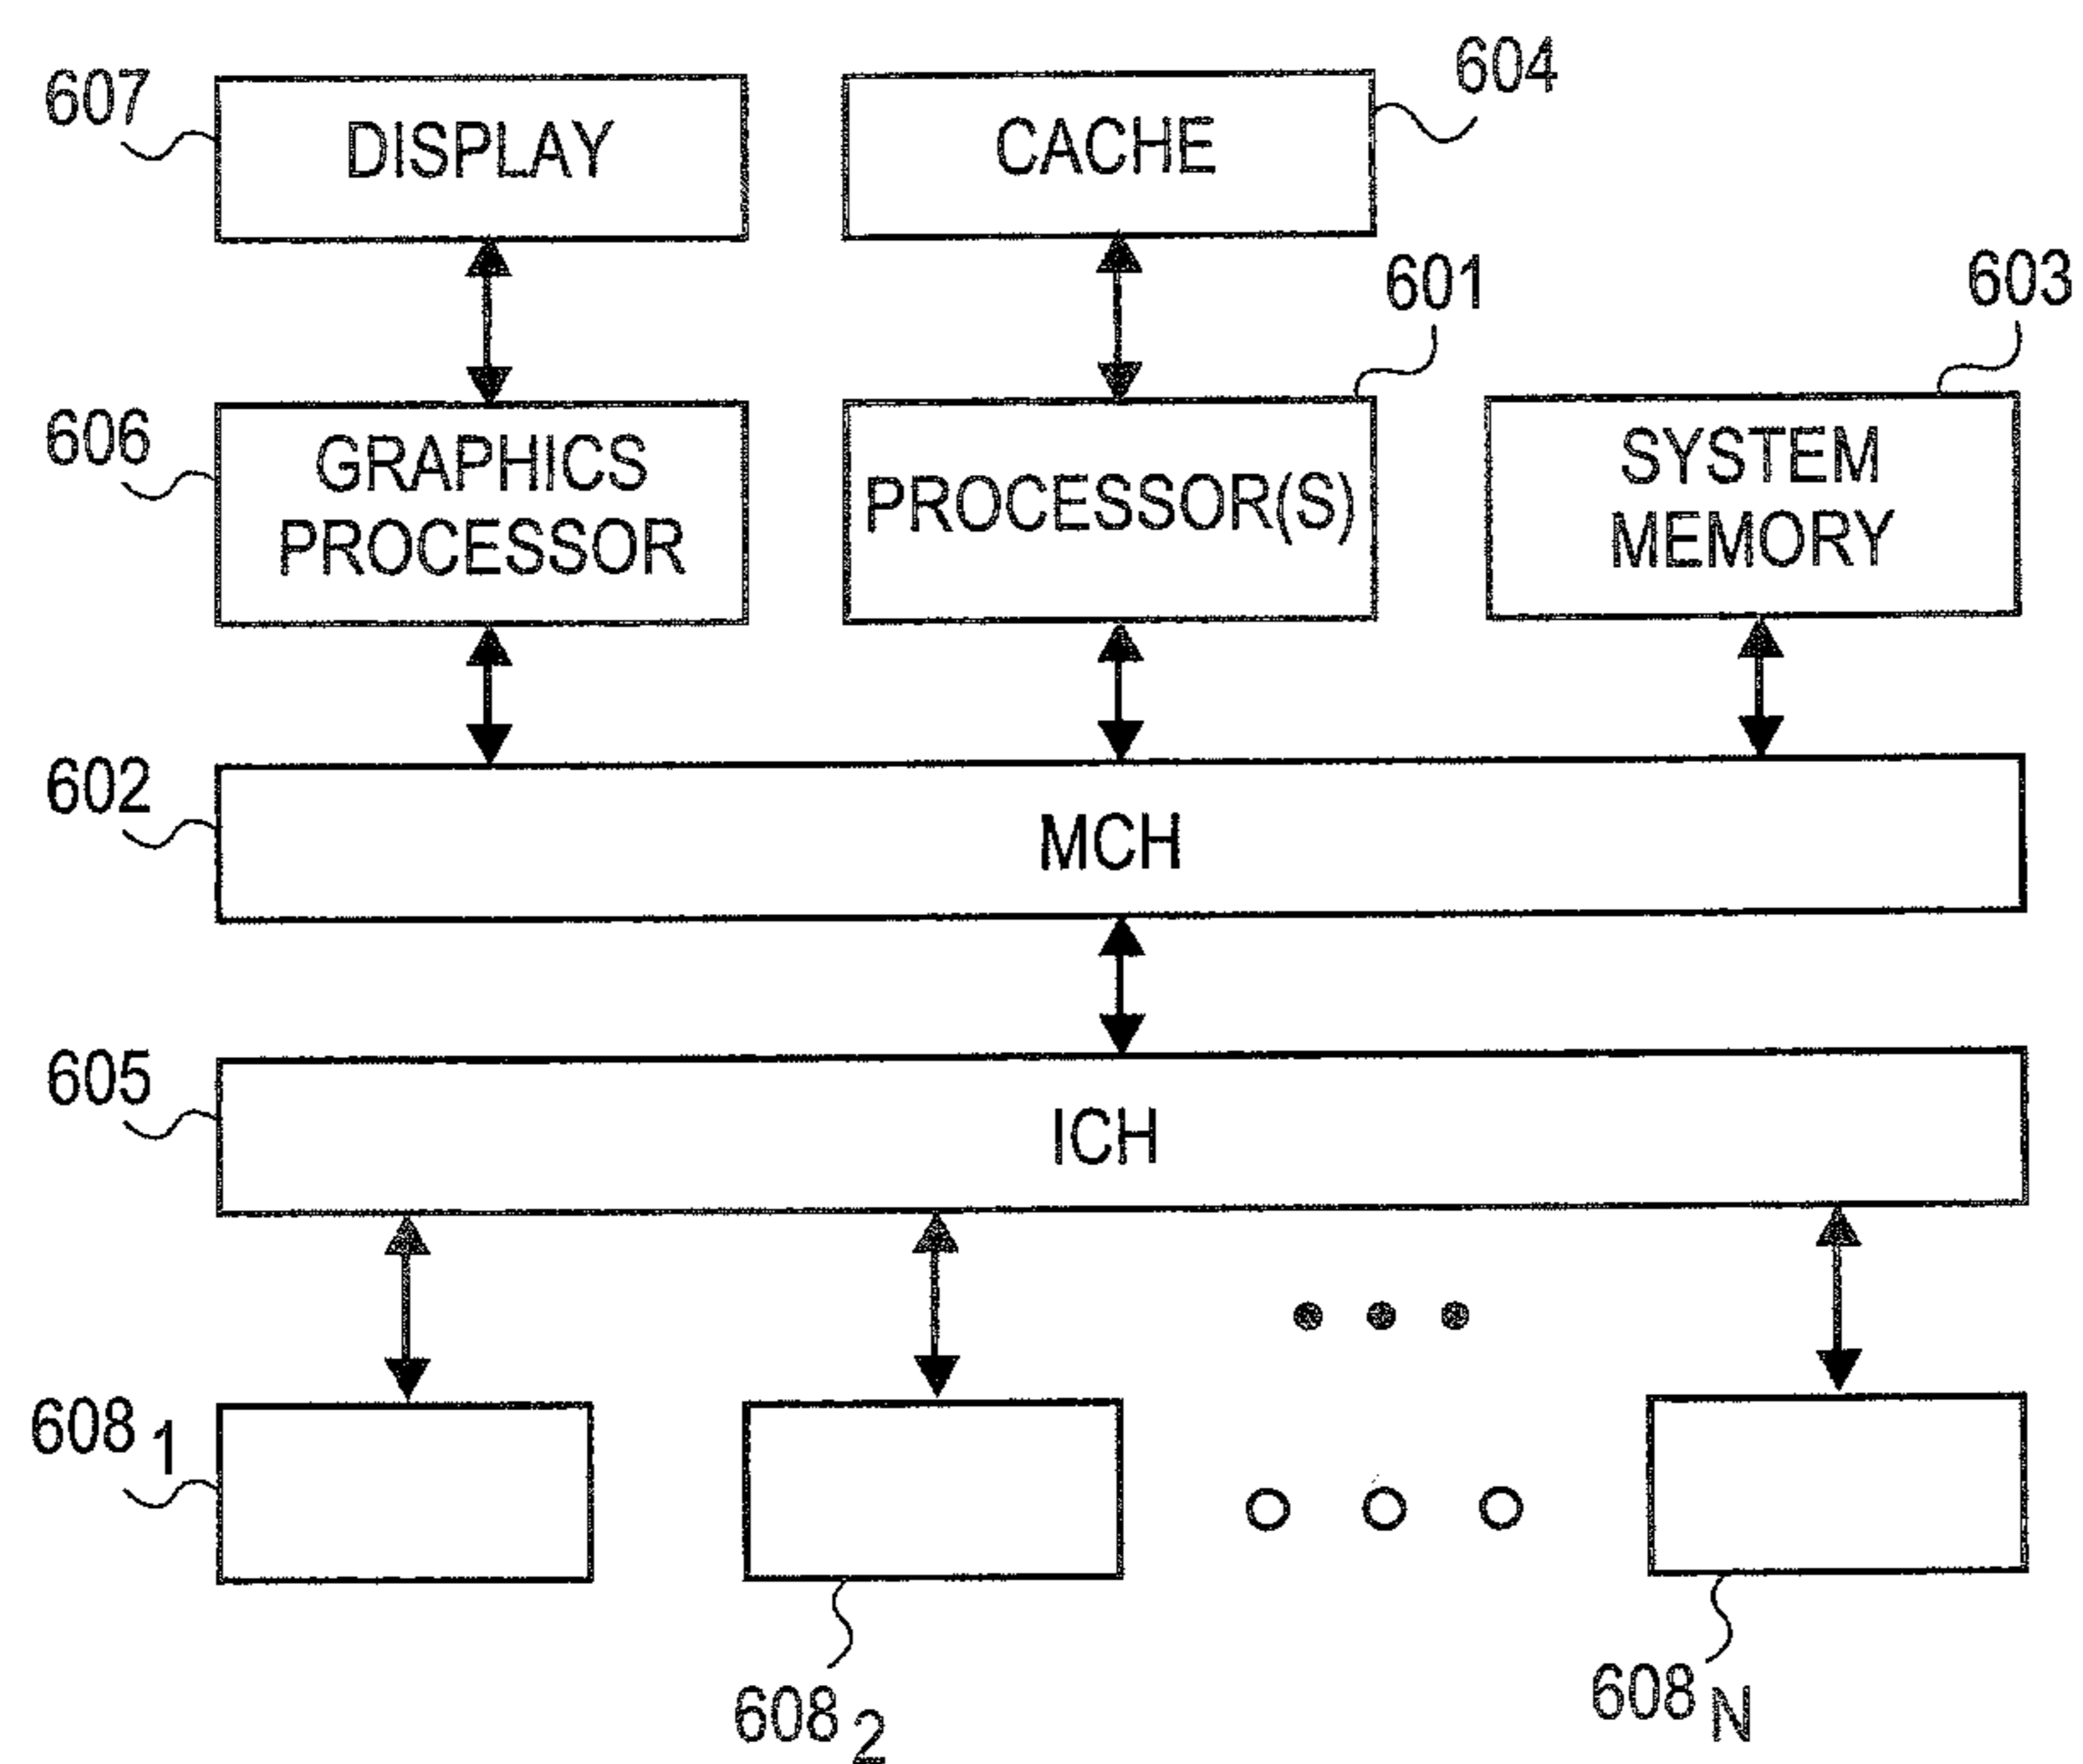 607
DISPLAY
CACHE
604
601
603
606
GRAPHICS
PROCESSOR
PROCESSOR(S)
SYSTEM
MEMORY
602
MCH
605
ICH
608 1
608 2
608 N